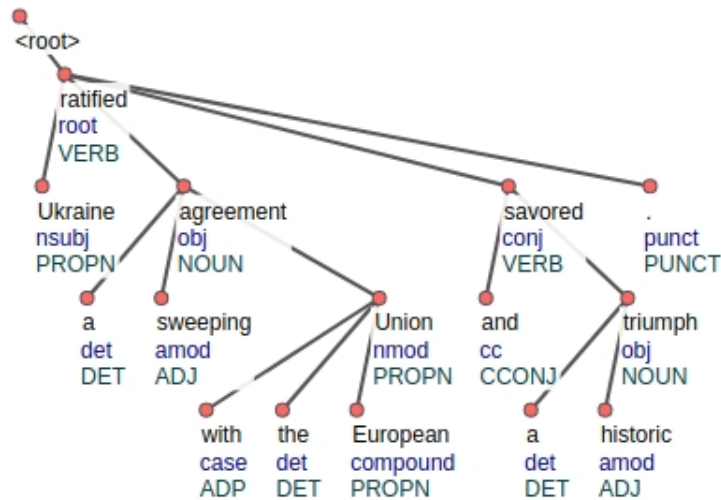 <root>
ratified
root
VERB
Ukraine agreement savored .
nsubj obj conj punct
PROPN NOUN VERB PUNCT
a sweeping Union and triumph
det amod nmod cc obj
DET ADJ PROPN CCONJ NOUN
with the European a historic
case det compound det amod
ADP DET PROPN DET ADJ